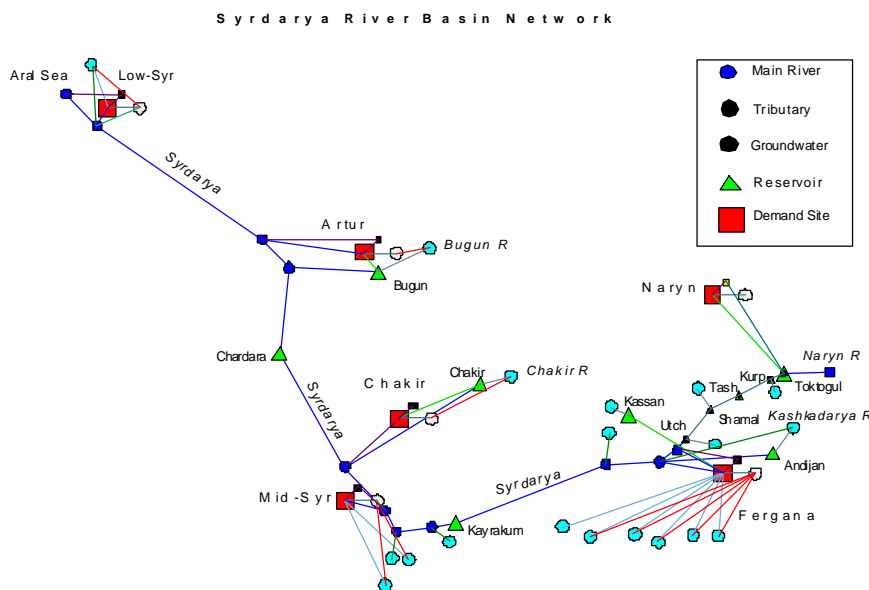 Syrdarya River Basin Network
Aral Sea
Low-Syr
Main River
Tributary
Groundwater
Reservoir
Demand Site
Syrdarya
Artur
Bugun R
Bugun
Naryn
Chardara
Chakir
Chakir
Chakir R
Naryn R
Kurp
Toktogul
Tash
Shamal
Kashkadarya R
Kassan
Utch
Syrdarya
Andijan
Mid-Syr
Syrdarya
Kayrakum
Fergana